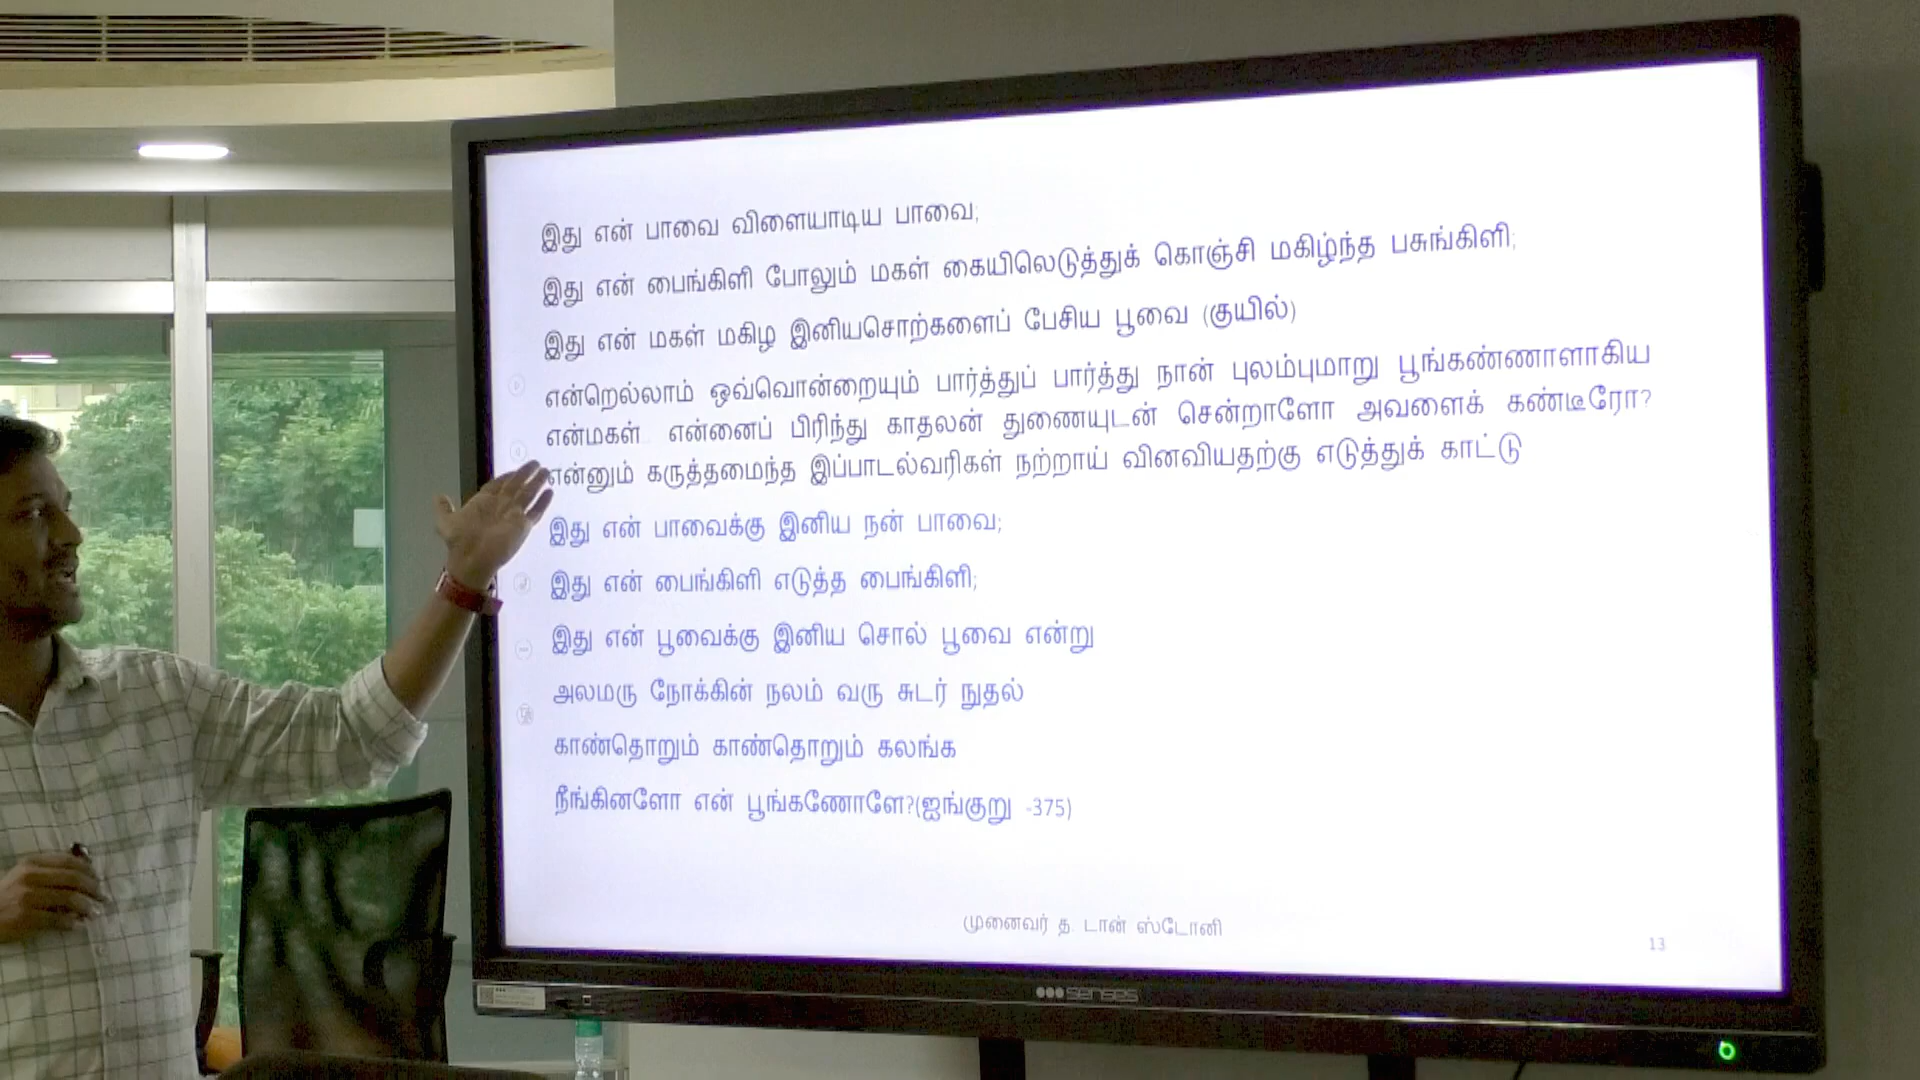 இது என் பாவை விளையாடிய பாவை;
இது என் பைங்கிளி போலும் மகள் கையிலெடுத்துக் கொஞ்சி மகிழ்ந்த பசுங்கிளி;
இது என் மகள் மகிழ இனியசொற்களைப் பேசிய பூவை (குயில்)
என்றெல்லாம் ஒவ்வொன்றையும் பார்த்துப் பார்த்து நான் புலம்புமாறு பூங்கண்ணாளாகிய
என்மகள் என்னைப் பிரிந்து காதலன் துணையுடன் சென்றாளோ அவளைக் கண்டீரோ?
என்னும் கருத்தமைந்த இப்பாடல்வரிகள் நற்றாய் வினவியதற்கு எடுத்துக் காட்டு
இது என் பாவைக்கு இனிய நன் பாவை;
இது என் பைங்கிளி எடுத்த பைங்கிளி;
இது என் பூவைக்கு இனிய சொல் பூவை என்று
அலமரு நோக்கின் நலம் வரு சுடர் நுதல்
காண்தொறும் காண்தொறும் கலங்க
நீங்கினளோ என் பூங்கணோளே?(ஐங்குறு -375)
முனைவர் த. டான் ஸ்டோனி
13
senses